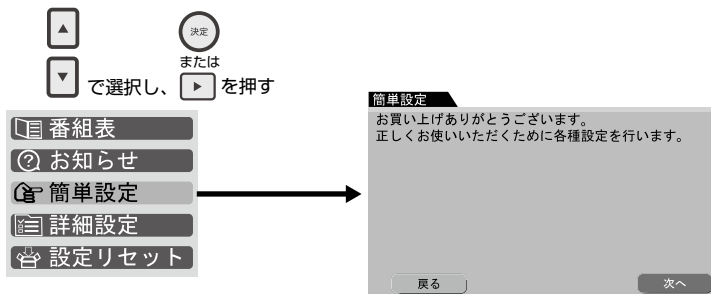 決定
または
で選択し、 を押す
番組表
お知らせ
簡単設定
詳細設定
設定リセット
簡単設定
お買い上げありがとうございます。
正しくお使いいただくために各種設定を行います。
戻る
次へ